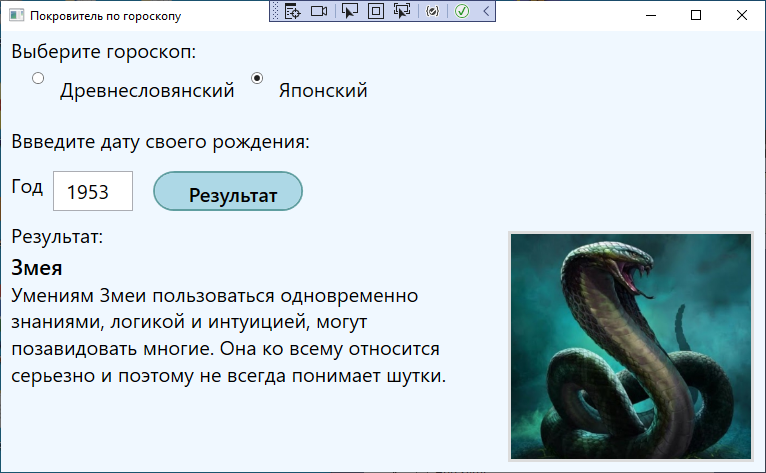 Покровитель по гороскопу
Выберите гороскоп:
Древнесловянский Японский
Ввведите дату своего рождения:
Год 1953 Результат
Результат:
Змея
Умениям Змеи пользоваться одновременно
знаниями, логикой и интуицией, могут
позавидовать многие. Она ко всему относится
серьезно и поэтому не всегда понимает шутки.